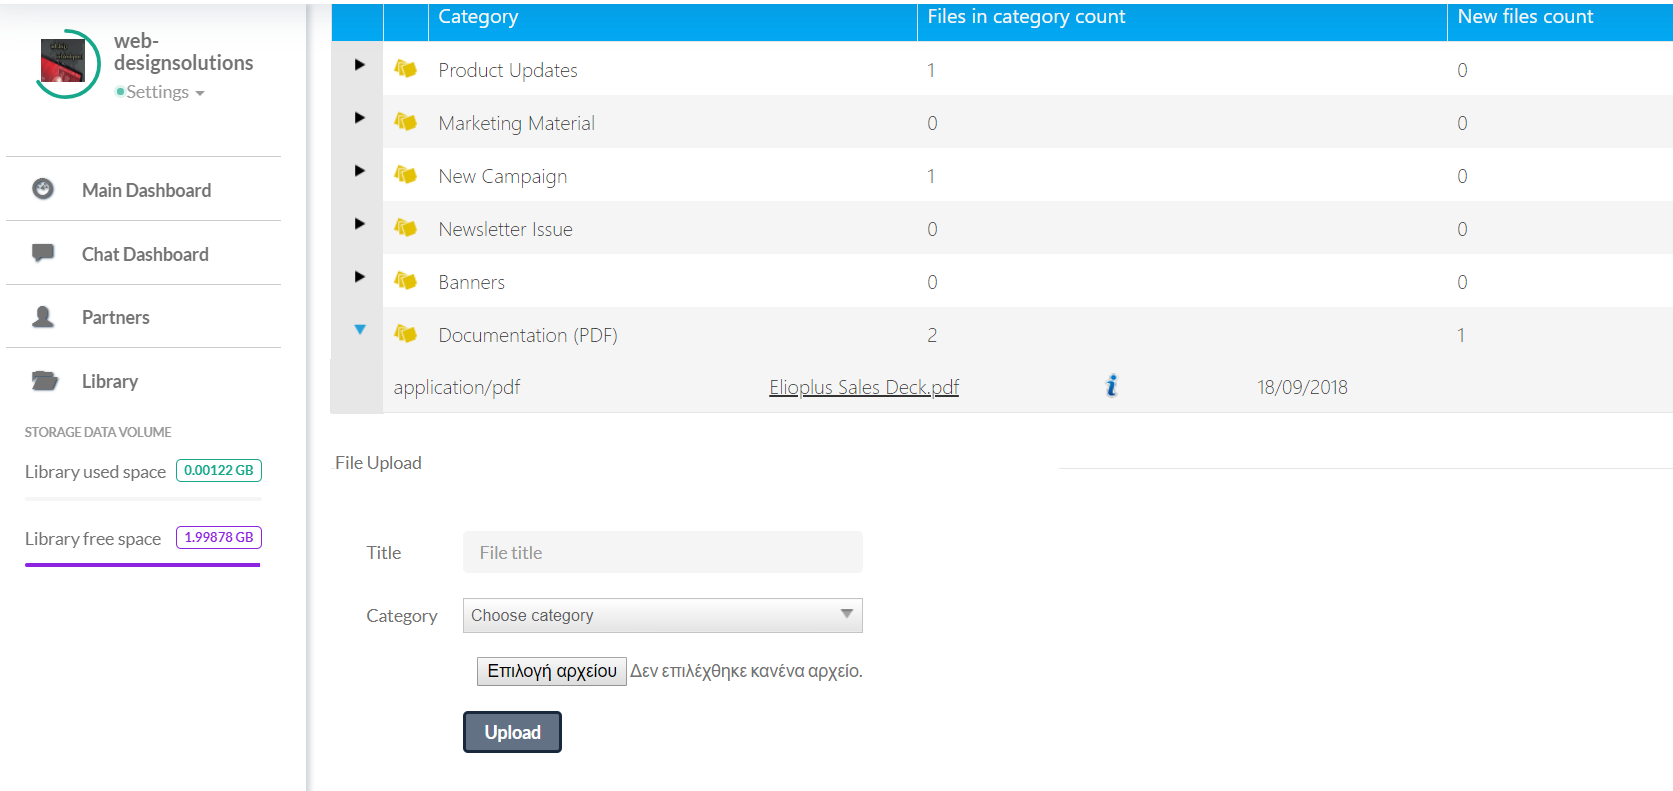 web-
designsolutions
Settings
Main Dashboard
Chat Dashboard
Partners
Library
STORAGE DATA VOLUME
Library used space 0.00122 GB
Library free space 1.99878 GB
Category Files in category count New files count
Product Updates 1 0
Marketing Material 0 0
New Campaign 1 0
Newsletter Issue 0 0
Banners 0 0
Documentation (PDF) 2 1
application/pdf Elioplus Sales Deck.pdf i 18/09/2018
File Upload
Title File title
Category Choose category
Επιλογή αρχείου Δεν επιλέχθηκε κανένα αρχείο.
Upload